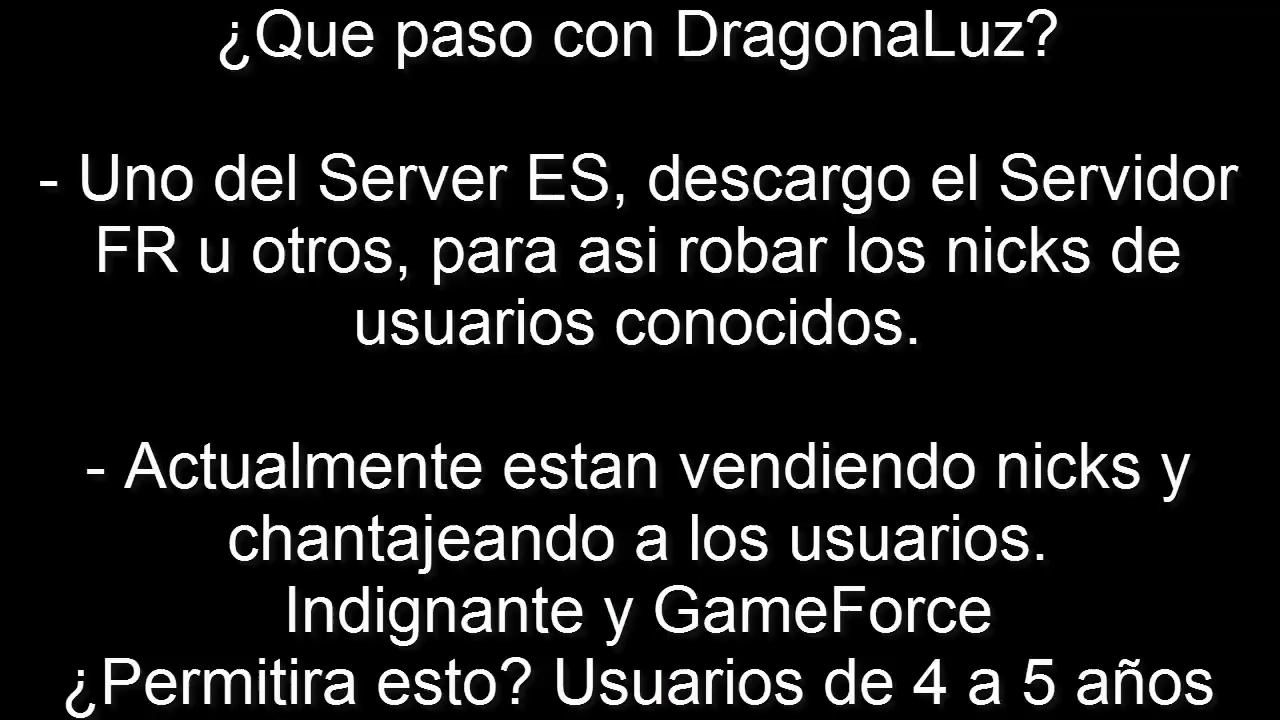 ¿Que paso con DragonaLuz?
- Uno del Server ES, descargo el Servidor
FR u otros, para asi robar los nicks de
usuarios conocidos.
- Actualmente estan vendiendo nicks y
chantajeando a los usuarios.
Indignante y GameForce
¿Permitira esto? Usuarios de 4 a 5 años